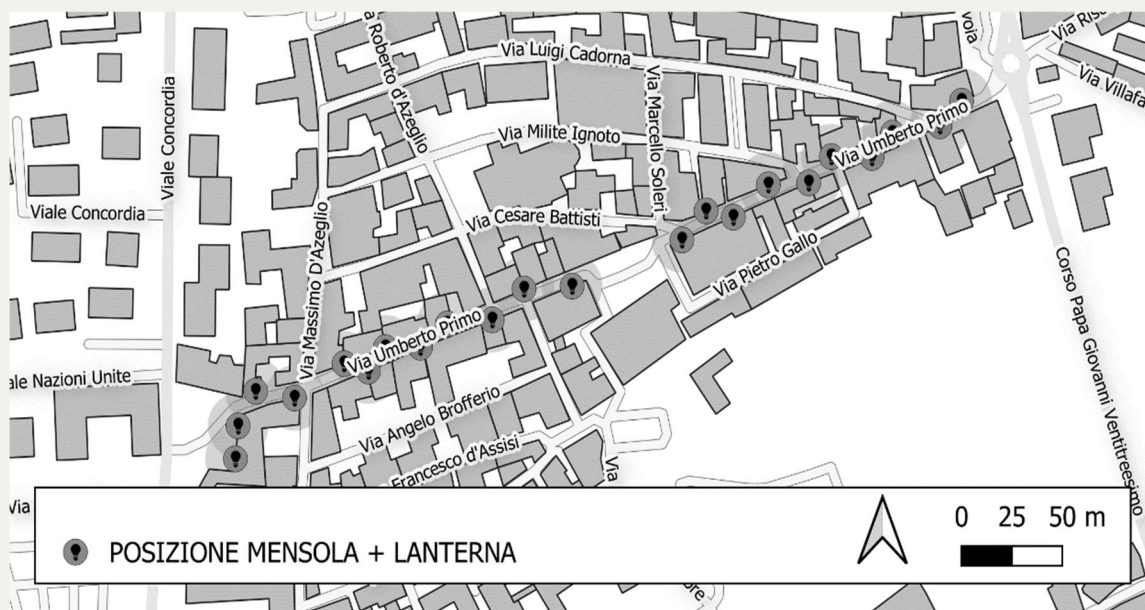 Viale Concordia
Via Roberto d'Azeglio
Via Luigi Cadorna
Via Marcello Soleri
Via Milite Ignoto
Via Umberto Primo
Via Villafa
Viale Concordia
Via Massimo D'Azeglio
Via Cesare Battisti
Via Pietro Gallo
Corso Papa Giovanni Ventitreesimo
ale Nazioni Unite
Via Umberto Primo
Via Angelo Brofferio
Francesco d'Assisi
Via
Via
POSIZIONE MENSOLA + LANTERNA
0 25 50 m